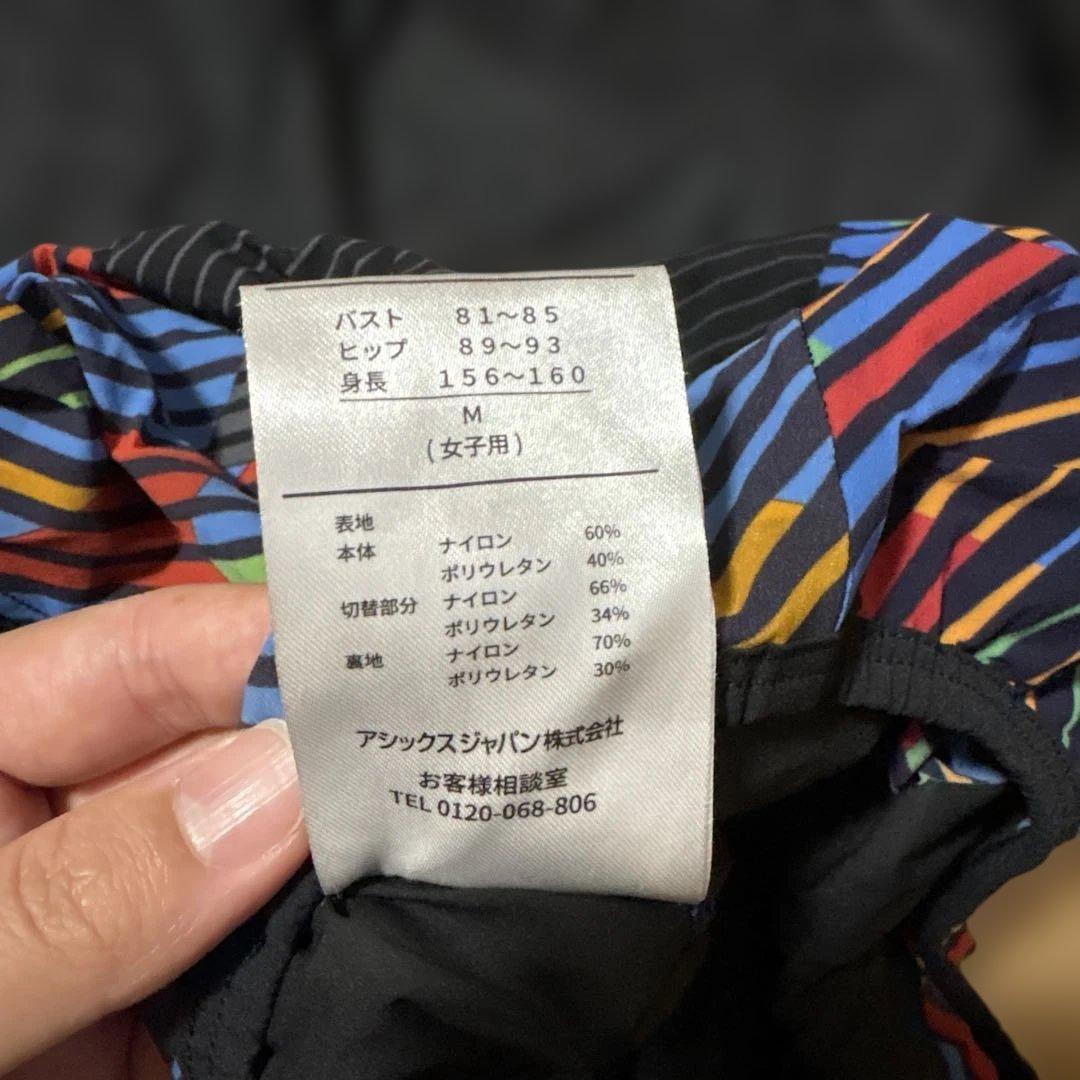 バスト 81～85
ヒップ 89～93
身長 156～160
M
(女子用)
表地
本体 ナイロン 60%
ポリウレタン 40%
切替部分 ナイロン 66%
ポリウレタン 34%
裏地 ナイロン 70%
ポリウレタン 30%
アシックスジャパン株式会社
お客様相談室
TEL 0120-068-806